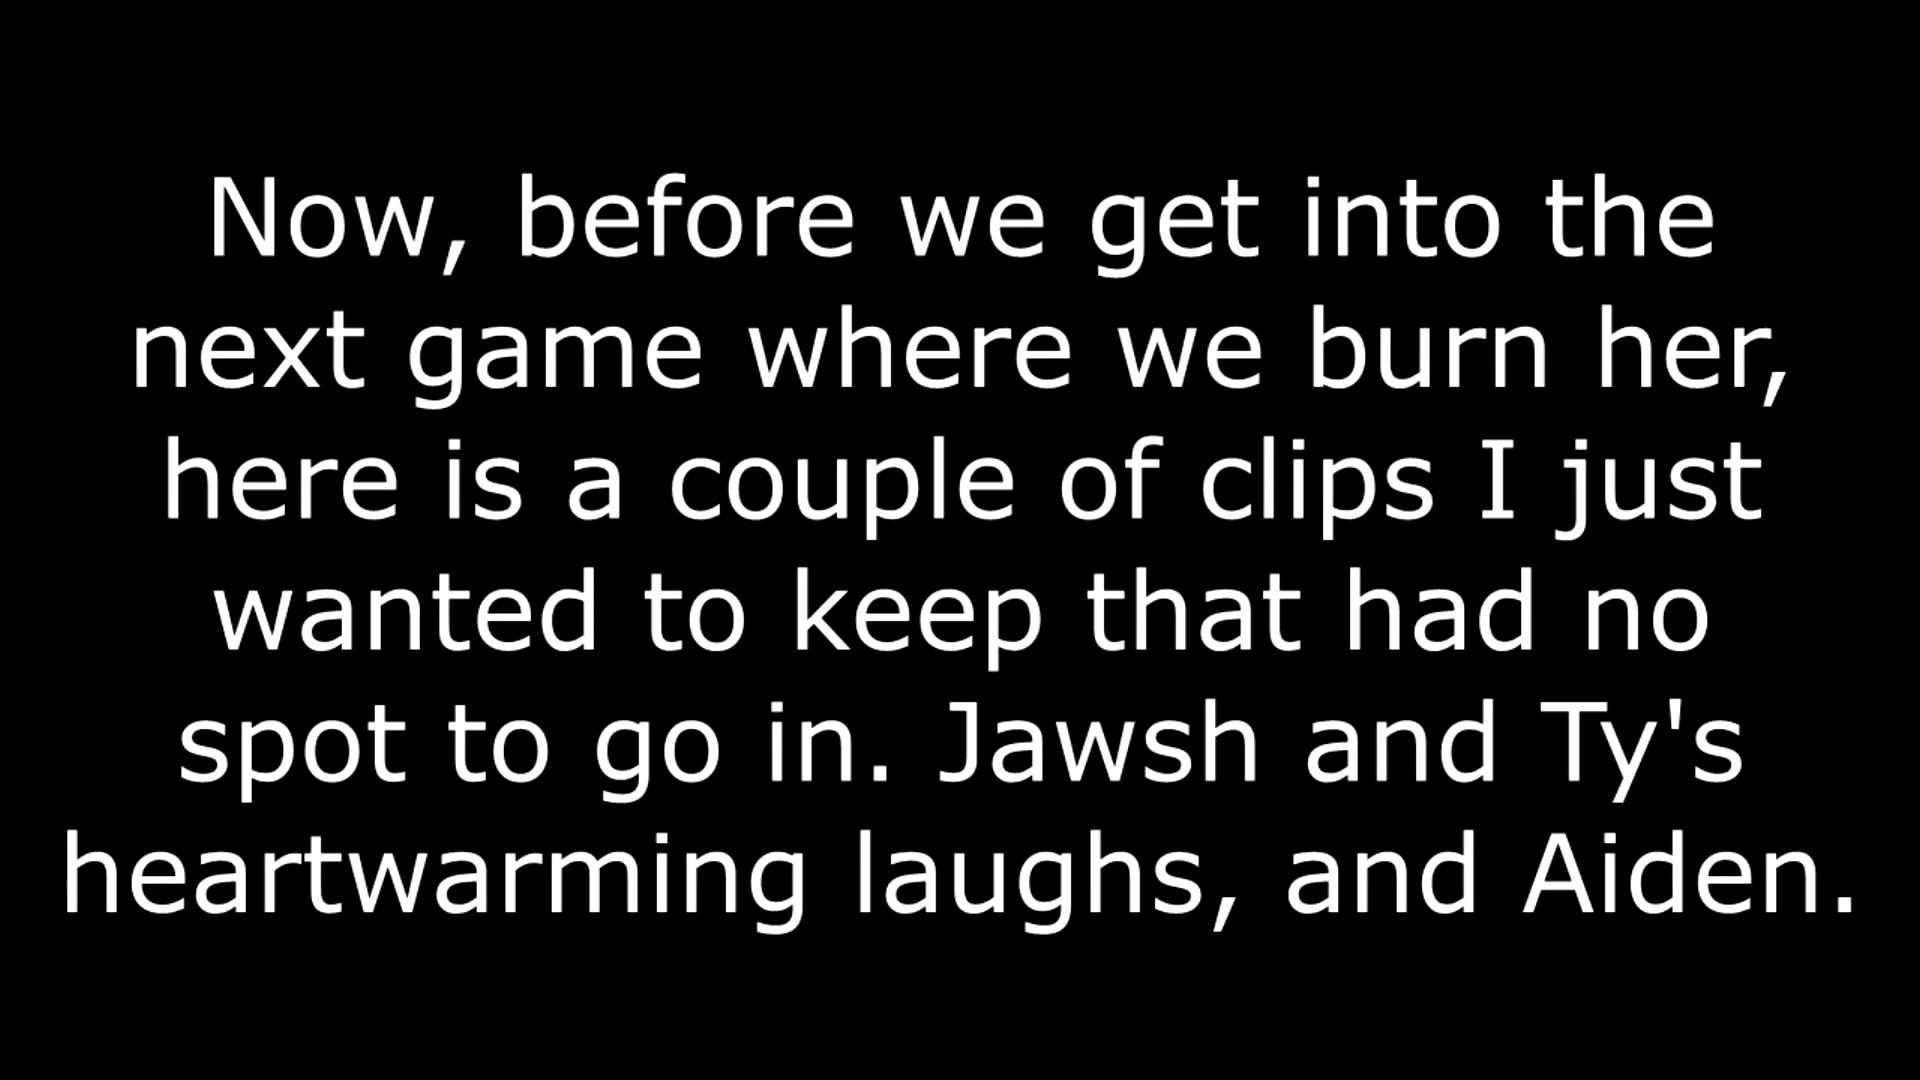 Now, before we get into the
next game where we burn her,
here is a couple of clips I just
wanted to keep that had no
spot to go in. Jawsh and Ty's
heartwarming laughs, and Aiden.